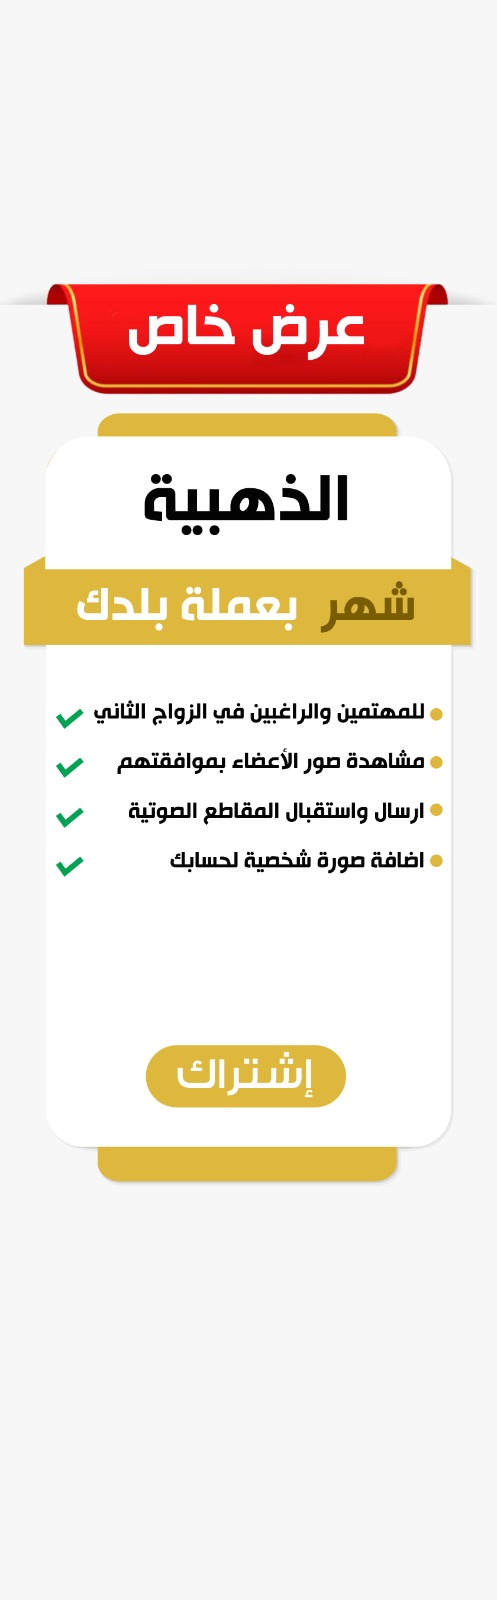 عرض خاص
الذهبية
شهر بعملة بلدك
للمهتمين والراغبين في الزواج الثاني
مشاهدة صور الأعضاء بموافقتهم
ارسال واستقبال المقاطع الصوتية
اضافة صورة شخصية لحسابك
إشتراك